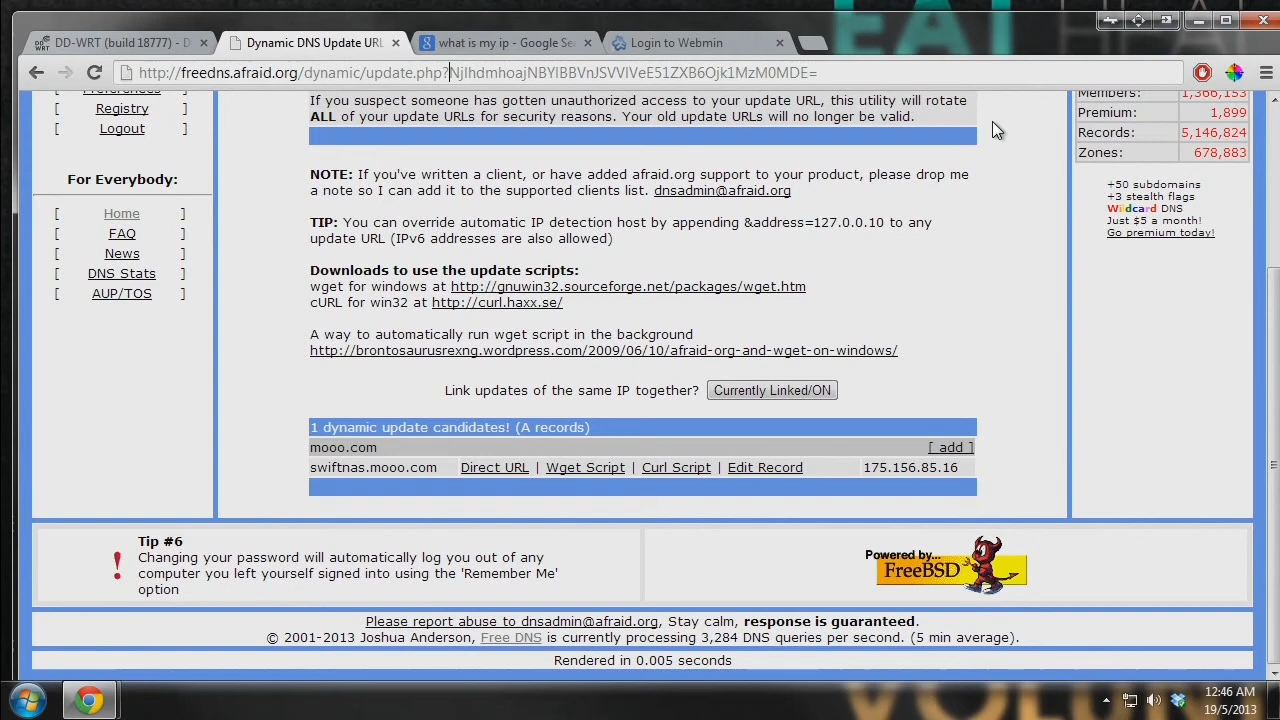 EAT HEA
DD-WRT (build 18777) - D
Dynamic DNS Update URL
what is my ip - Google Sea
Login to Webmin
Preferences
Registry
Logout
For Everybody:
[ Home ]
[ FAQ ]
[ News ]
[ DNS Stats ]
[ AUP/TOS ]
If you suspect someone has gotten unauthorized access to your update URL, this utility will rotate
ALL of your update URLs for security reasons. Your old update URLs will no longer be valid.
NOTE: If you've written a client, or have added afraid.org support to your product, please drop me
a note so I can add it to the supported clients list. dnsadmin@afraid.org
TIP: You can override automatic IP detection host by appending &address=127.0.0.10 to any
update URL (IPv6 addresses are also allowed)
Downloads to use the update scripts:
wget for windows at http://gnuwin32.sourceforge.net/packages/wget.htm
cURL for win32 at http://curl.haxx.se/
A way to automatically run wget script in the background
http://brontosaurusrexng.wordpress.com/2009/06/10/afraid-org-and-wget-on-windows/
Link updates of the same IP together? Currently Linked/ON
1 dynamic update candidates! (A records)
mooo.com [ add ]
swiftnas.mooo.com Direct URL | Wget Script | Curl Script | Edit Record 175.156.85.16
Members: 1,366,153
Premium: 1,899
Records: 5,146,824
Zones: 678,883
+50 subdomains
+3 stealth flags
Wildcard DNS
Just $5 a month!
Go premium today!
! Tip #6
Changing your password will automatically log you out of any
computer you left yourself signed into using the 'Remember Me'
option
Powered by...
FreeBSD
Please report abuse to dnsadmin@afraid.org, Stay calm, response is guaranteed.
© 2001-2013 Joshua Anderson, Free DNS is currently processing 3,284 DNS queries per second. (5 min average).
Rendered in 0.005 seconds
12:46 AM
19/5/2013